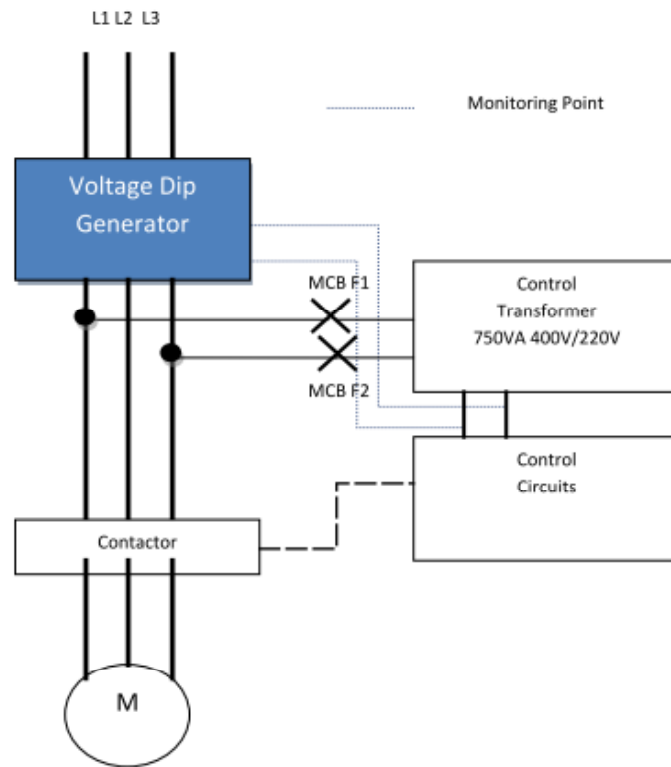 L1 L2 L3
Monitoring Point
Voltage Dip
Generator
MCB F1
MCB F2
Control
Transformer
750VA 400V/220V
Control
Circuits
Contactor
M